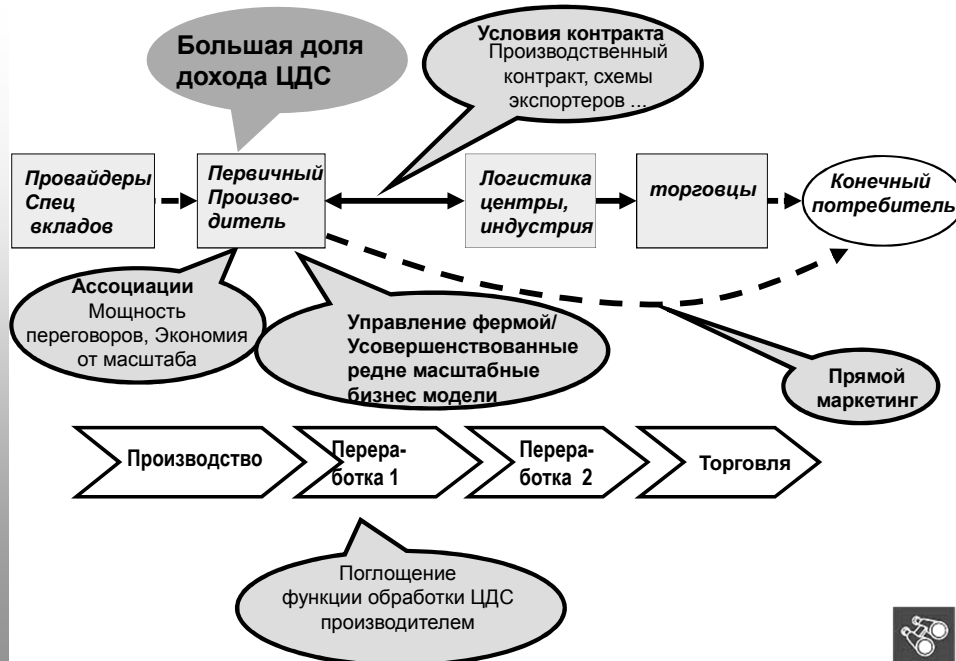 Большая доля
дохода ЦДС
Условия контракта
Производственный
контракт, схемы
экспортеров ...
Провайдеры
Спец
вкладов
Первичный
Произво-
дитель
Логистика
центры,
индустрия
торговцы
Конечный
потребитель
Ассоциации
Мощность
переговоров, Экономия
от масштаба
Управление фермой/
Усовершенствованные
редне масштабные
бизнес модели
Прямой
маркетинг
Производство
Перера-
ботка 1
Перера-
ботка 2
Торговля
Поглощение
функции обработки ЦДС
производителем